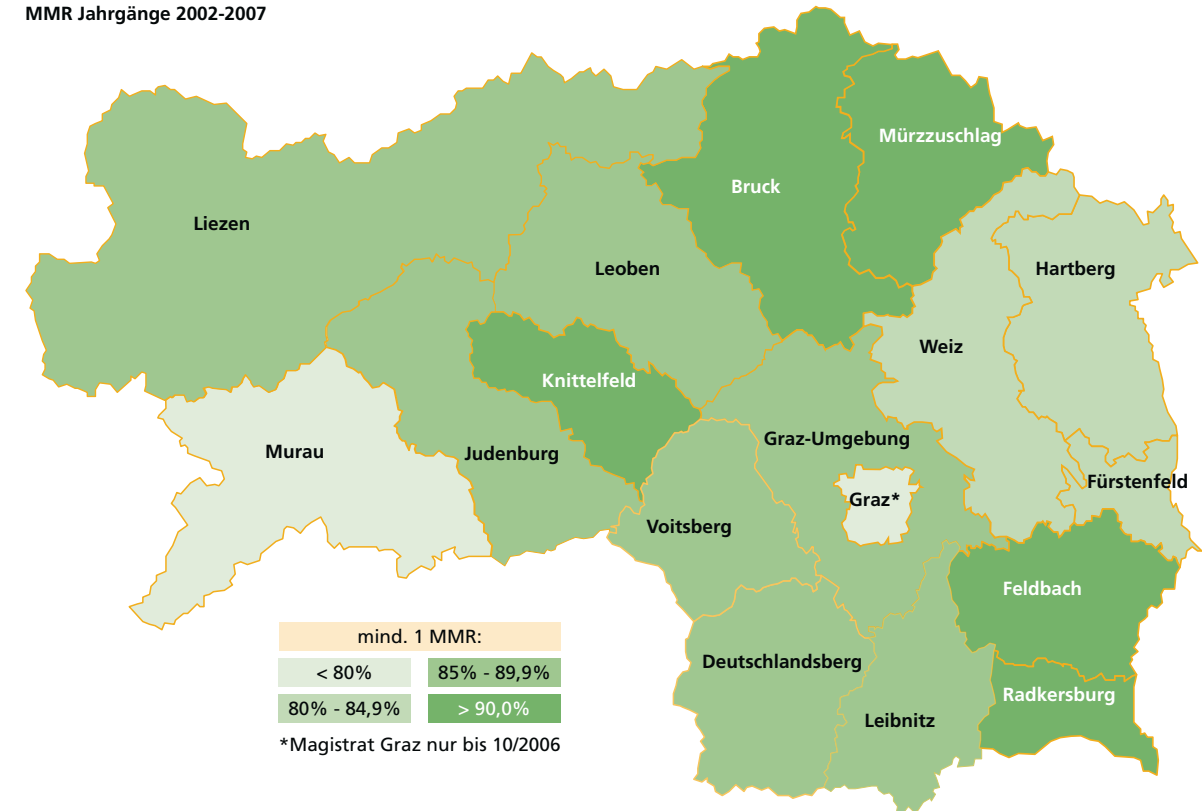 MMR Jahrgänge 2002-2007
Mürzzuschlag
Bruck
Liezen
Leoben
Hartberg
Weiz
Knittelfeld
Graz-Umgebung
Murau
Judenburg
Fürstenfeld
Graz*
Voitsberg
Feldbach
Deutschlandsberg
Radkersburg
Leibnitz
mind. 1 MMR:
< 80%
85% - 89,9%
80% - 84,9%
> 90,0%
*Magistrat Graz nur bis 10/2006